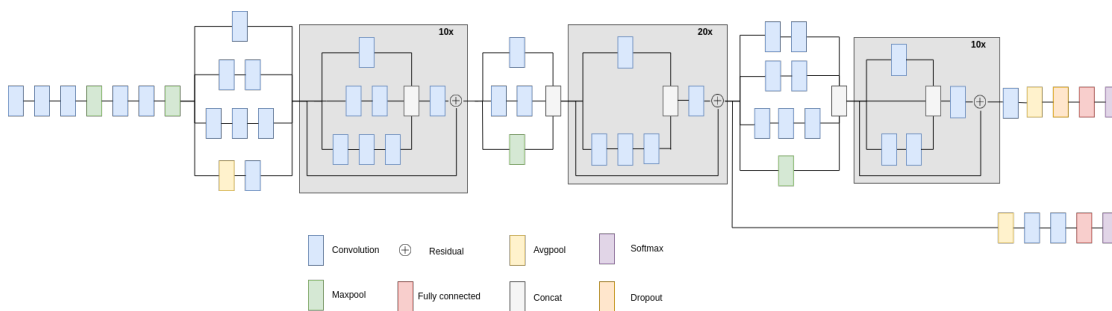 10x
20x
10x
Convolution
Residual
Avgpool
Softmax
Maxpool
Fully connected
Concat
Dropout